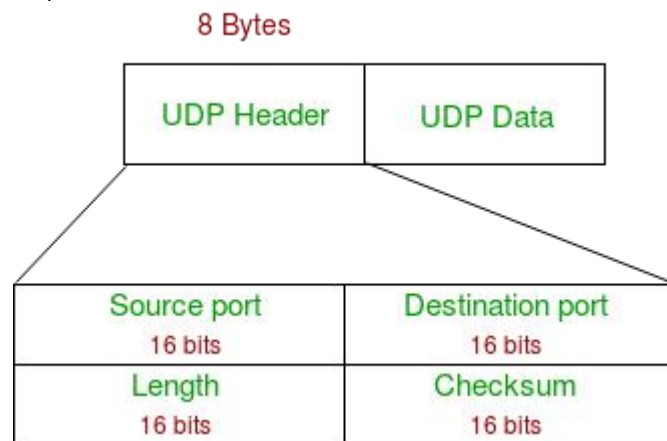 8 Bytes
UDP Header UDP Data
Source port Destination port
16 bits 16 bits
Length Checksum
16 bits 16 bits